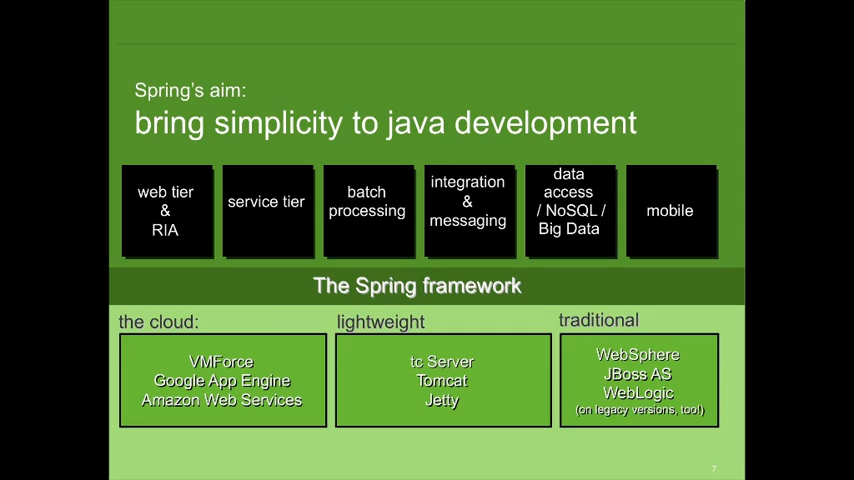 Spring's aim:
bring simplicity to java development
web tier
&
RIA
service tier
batch
processing
integration
&
messaging
data
access
/ NoSQL /
Big Data
mobile
The Spring framework
the cloud:
VMForce
Google App Engine
Amazon Web Services
lightweight
tc Server
Tomcat
Jetty
traditional
WebSphere
JBoss AS
WebLogic
(on legacy versions, too!)
7